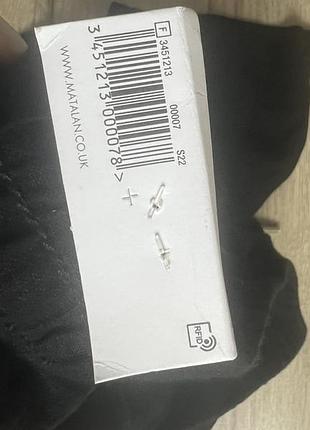 F 3451213
00007
S22
3 451213 000078 >
WWW.MATALAN.CO.UK
RFID